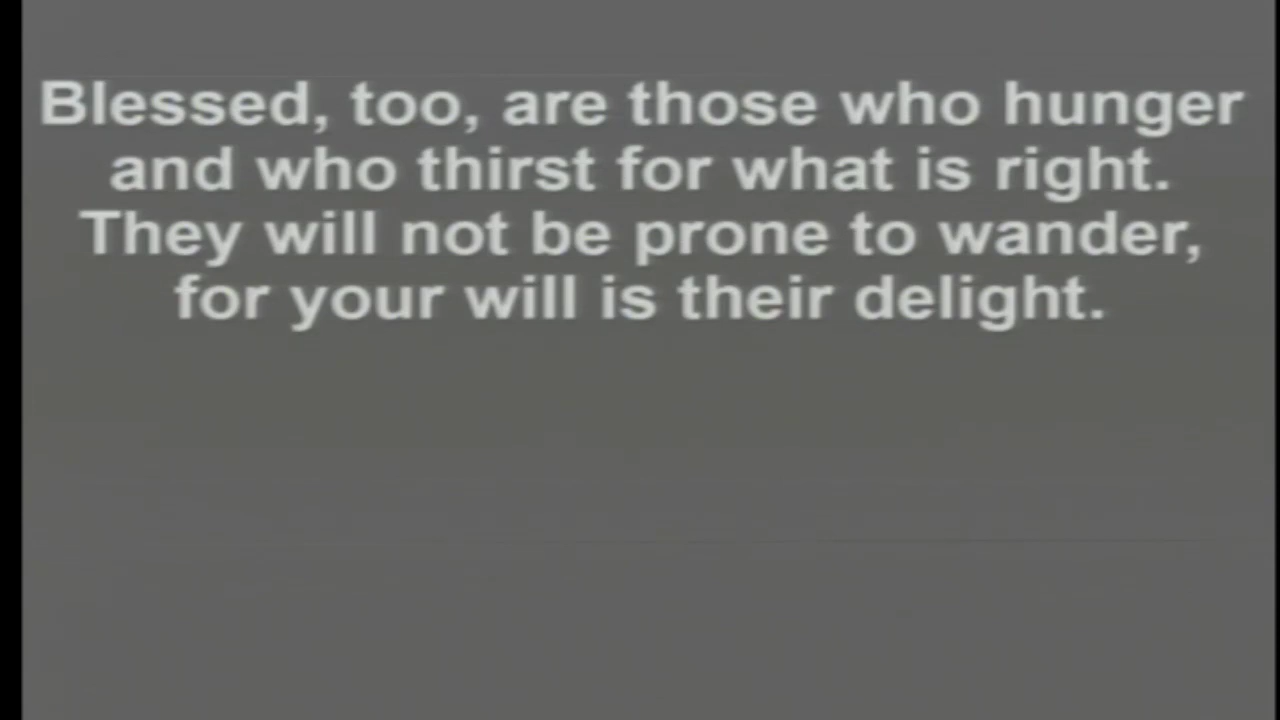 Blessed, too, are those who hunger
and who thirst for what is right.
They will not be prone to wander,
for your will is their delight.